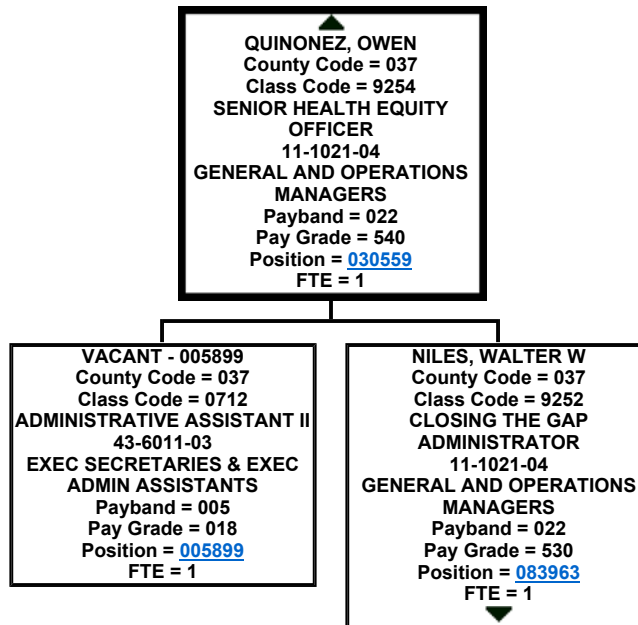 QUINONEZ, OWEN
County Code = 037
Class Code = 9254
SENIOR HEALTH EQUITY
OFFICER
11-1021-04
GENERAL AND OPERATIONS
MANAGERS
Payband = 022
Pay Grade = 540
Position = 030559
FTE = 1
VACANT - 005899
County Code = 037
Class Code = 0712
ADMINISTRATIVE ASSISTANT II
43-6011-03
EXEC SECRETARIES & EXEC
ADMIN ASSISTANTS
Payband = 005
Pay Grade = 018
Position = 005899
FTE = 1
NILES, WALTER W
County Code = 037
Class Code = 9252
CLOSING THE GAP
ADMINISTRATOR
11-1021-04
GENERAL AND OPERATIONS
MANAGERS
Payband = 022
Pay Grade = 530
Position = 083963
FTE = 1